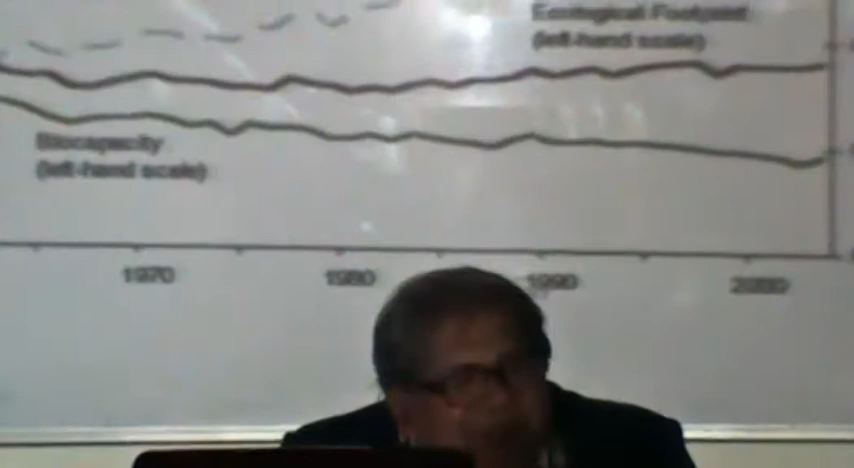 Ecological Footprint
(left-hand scale)
Biocapacity
(left-hand scale)
1970 1980 1990 2000